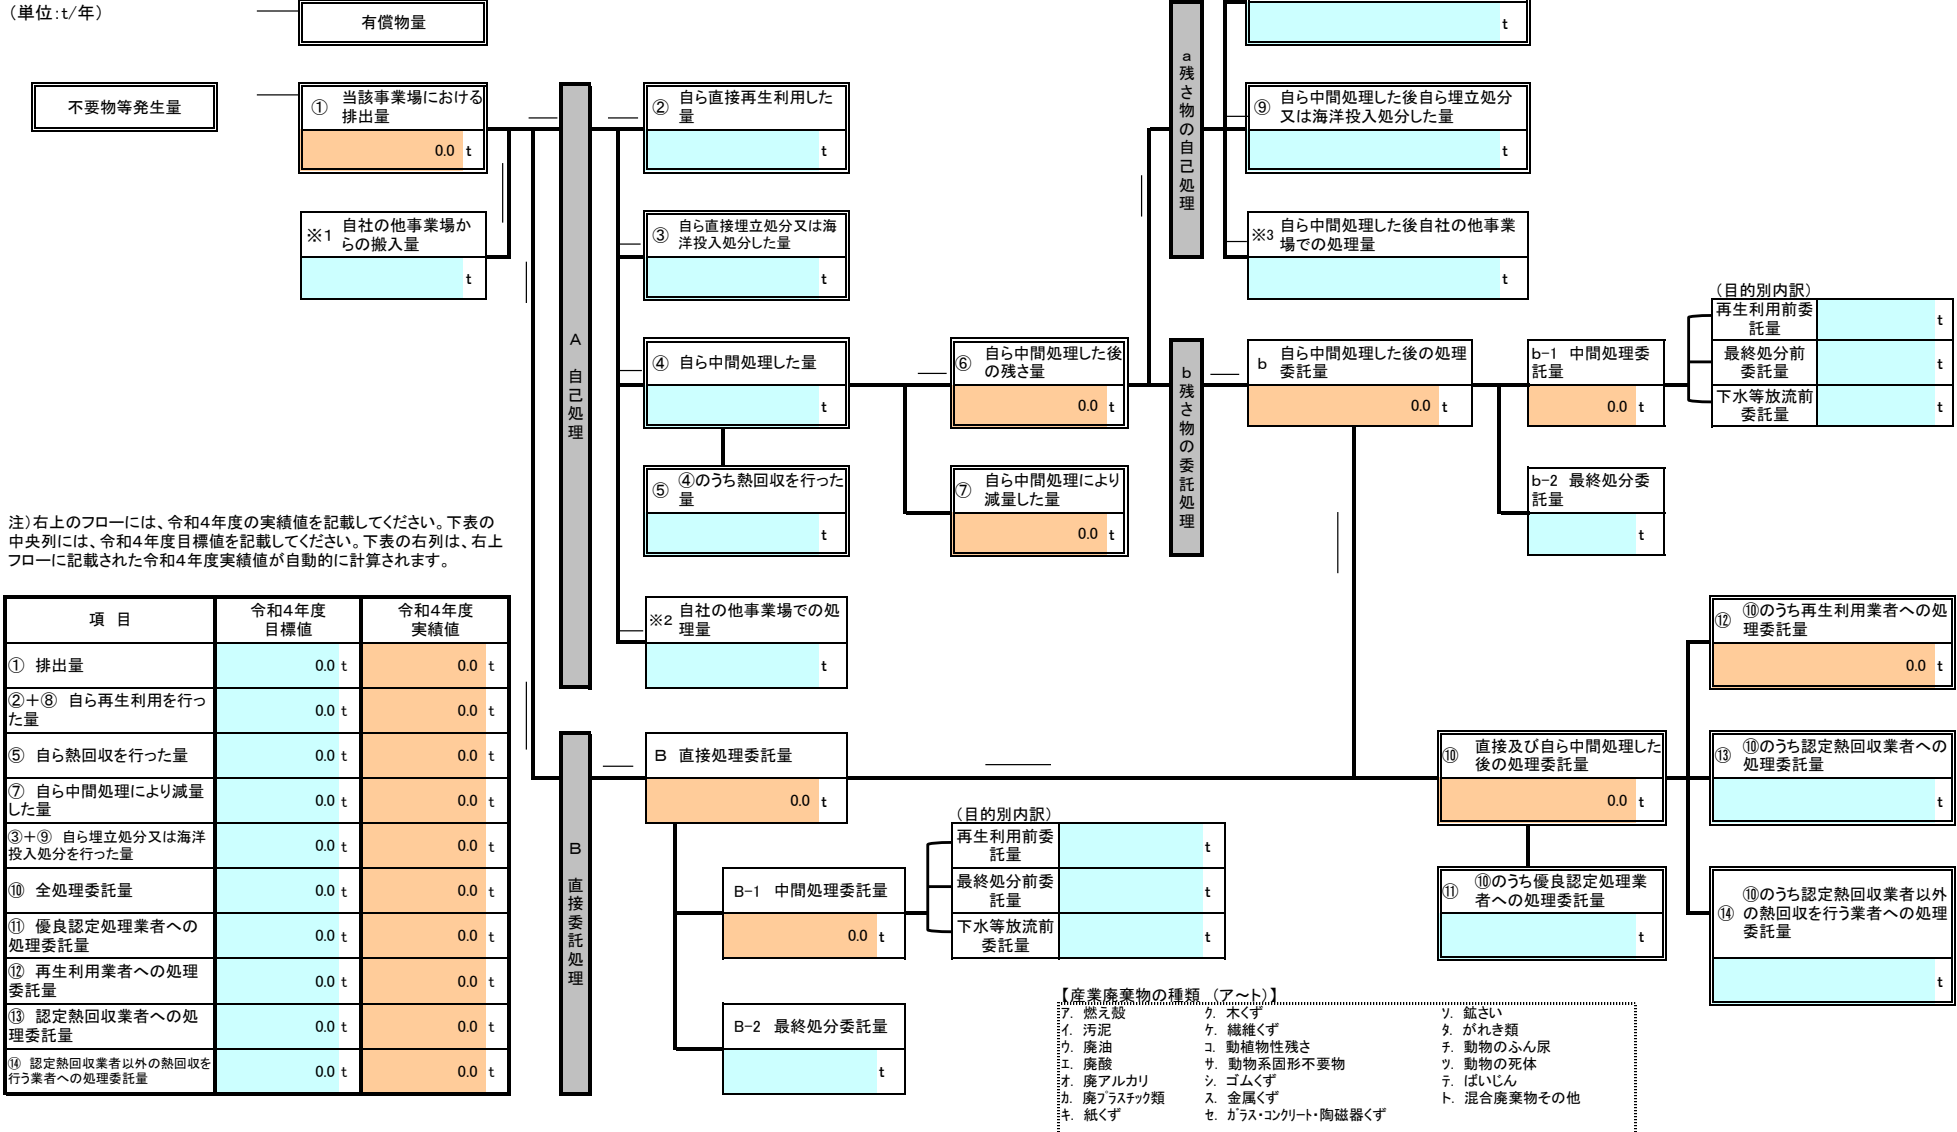 (単位:t/年)
有償物量
不要物等発生量
① 当該事業場における
排出量
0.0 t
※1 自社の他事業場か
らの搬入量
t
A 自己処理
② 自ら直接再生利用した
量
t
③ 自ら直接埋立処分又は海
洋投入処分した量
t
④ 自ら中間処理した量
t
⑤ ④のうち熱回収を行った
量
t
※2 自社の他事業場での処
理量
t
⑥ 自ら中間処理した後
の残さ量
0.0 t
⑦ 自ら中間処理により
減量した量
0.0 t
a 残さ物の自己処理
t
⑨ 自ら中間処理した後自ら埋立処分
又は海洋投入処分した量
t
※3 自ら中間処理した後自社の他事業
場での処理量
t
b 残さ物の委託処理
b 自ら中間処理した後の処理
委託量
0.0 t
b-1 中間処理委
託量
0.0 t
b-2 最終処分委
託量
t
(目的別内訳)
再生利用前委
託量
t
最終処分前
委託量
t
下水等放流前
委託量
t
注)右上のフローには、令和4年度の実績値を記載してください。下表の
中央列には、令和4年度目標値を記載してください。下表の右列は、右上
フローに記載された令和4年度実績値が自動的に計算されます。
項 目 令和4年度 令和4年度
目標値 実績値
① 排出量 0.0 t 0.0 t
②+⑧ 自ら再生利用を行っ
た量 0.0 t 0.0 t
⑤ 自ら熱回収を行った量 0.0 t 0.0 t
⑦ 自ら中間処理により減量
した量 0.0 t 0.0 t
③+⑨ 自ら埋立処分又は海洋
投入処分を行った量 0.0 t 0.0 t
⑩ 全処理委託量 0.0 t 0.0 t
⑪ 優良認定処理業者への
処理委託量 0.0 t 0.0 t
⑫ 再生利用業者への処理
委託量 0.0 t 0.0 t
⑬ 認定熱回収業者への処
理委託量 0.0 t 0.0 t
⑭ 認定熱回収業者以外の熱回収を
行う業者への処理委託量 0.0 t 0.0 t
B 直接委託処理
B 直接処理委託量
0.0 t
B-1 中間処理委託量
0.0 t
B-2 最終処分委託量
t
(目的別内訳)
再生利用前委
託量
t
最終処分前委
託量
t
下水等放流前
委託量
t
⑩ 直接及び自ら中間処理した
後の処理委託量
0.0 t
⑪ ⑩のうち優良認定処理業
者への処理委託量
t
⑫ ⑩のうち再生利用業者への処
理委託量
0.0 t
⑬ ⑩のうち認定熱回収業者への
処理委託量
t
⑭ ⑩のうち認定熱回収業者以外
の熱回収を行う業者への処理
委託量
t
【産業廃棄物の種類 (ア~ト)】
ア. 燃え殻 ク. 木くず ソ. 鉱さい
イ. 汚泥 ケ. 繊維くず タ. がれき類
ウ. 廃油 コ. 動植物性残さ チ. 動物のふん尿
エ. 廃酸 サ. 動物系固形不要物 ツ. 動物の死体
オ. 廃アルカリ シ. ゴムくず テ. ばいじん
カ. 廃プラスチック類 ス. 金属くず ト. 混合廃棄物その他
キ. 紙くず セ. ガラス・コンクリート・陶磁器くず